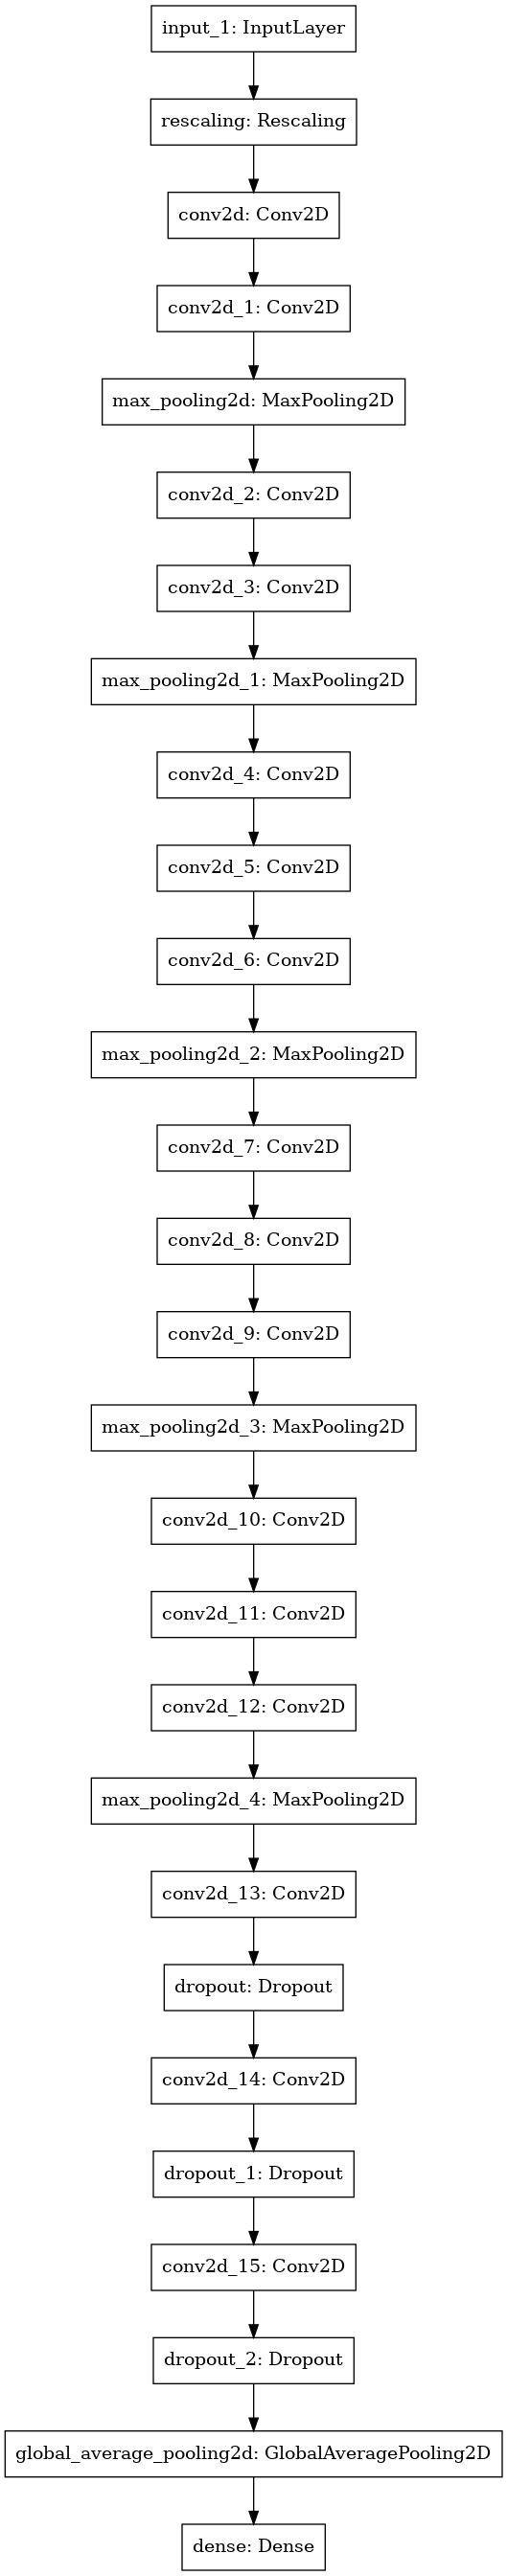 input_1: InputLayer
rescaling: Rescaling
conv2d: Conv2D
conv2d_1: Conv2D
max_pooling2d: MaxPooling2D
conv2d_2: Conv2D
conv2d_3: Conv2D
max_pooling2d_1: MaxPooling2D
conv2d_4: Conv2D
conv2d_5: Conv2D
conv2d_6: Conv2D
max_pooling2d_2: MaxPooling2D
conv2d_7: Conv2D
conv2d_8: Conv2D
conv2d_9: Conv2D
max_pooling2d_3: MaxPooling2D
conv2d_10: Conv2D
conv2d_11: Conv2D
conv2d_12: Conv2D
max_pooling2d_4: MaxPooling2D
conv2d_13: Conv2D
dropout: Dropout
conv2d_14: Conv2D
dropout_1: Dropout
conv2d_15: Conv2D
dropout_2: Dropout
global_average_pooling2d: GlobalAveragePooling2D
dense: Dense